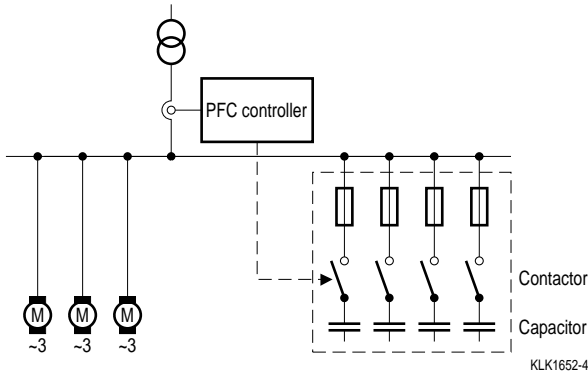 PFC controller
Contactor
M M M
~3 ~3 ~3
Capacitor
KLK1652-4